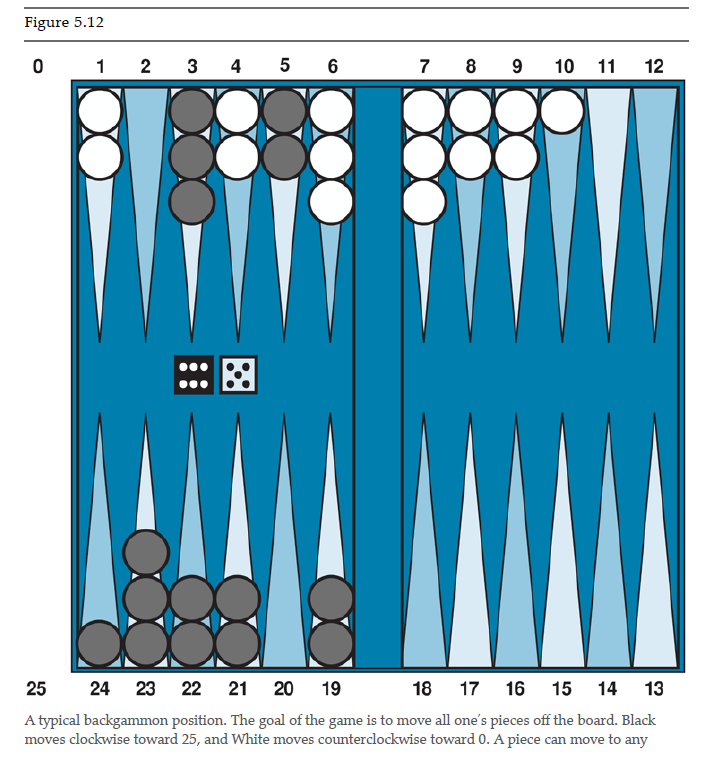 Figure 5.12
0 1 2 3 4 5 6 7 8 9 10 11 12
25 24 23 22 21 20 19 18 17 16 15 14 13
A typical backgammon position. The goal of the game is to move all one′s pieces off the board. Black
moves clockwise toward 25, and White moves counterclockwise toward 0. A piece can move to any